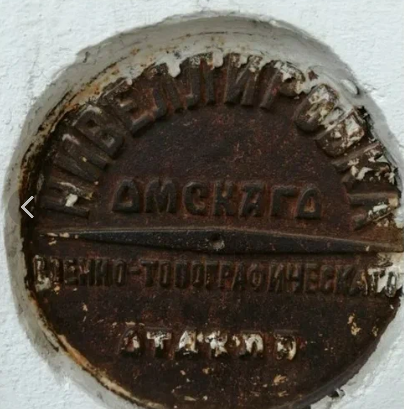 НИВЕЛЛИРОВКА
ОМСКАГО
ВОЕННО-ТОПОГРАФИЧЕСКАГО
ОТДѢЛА